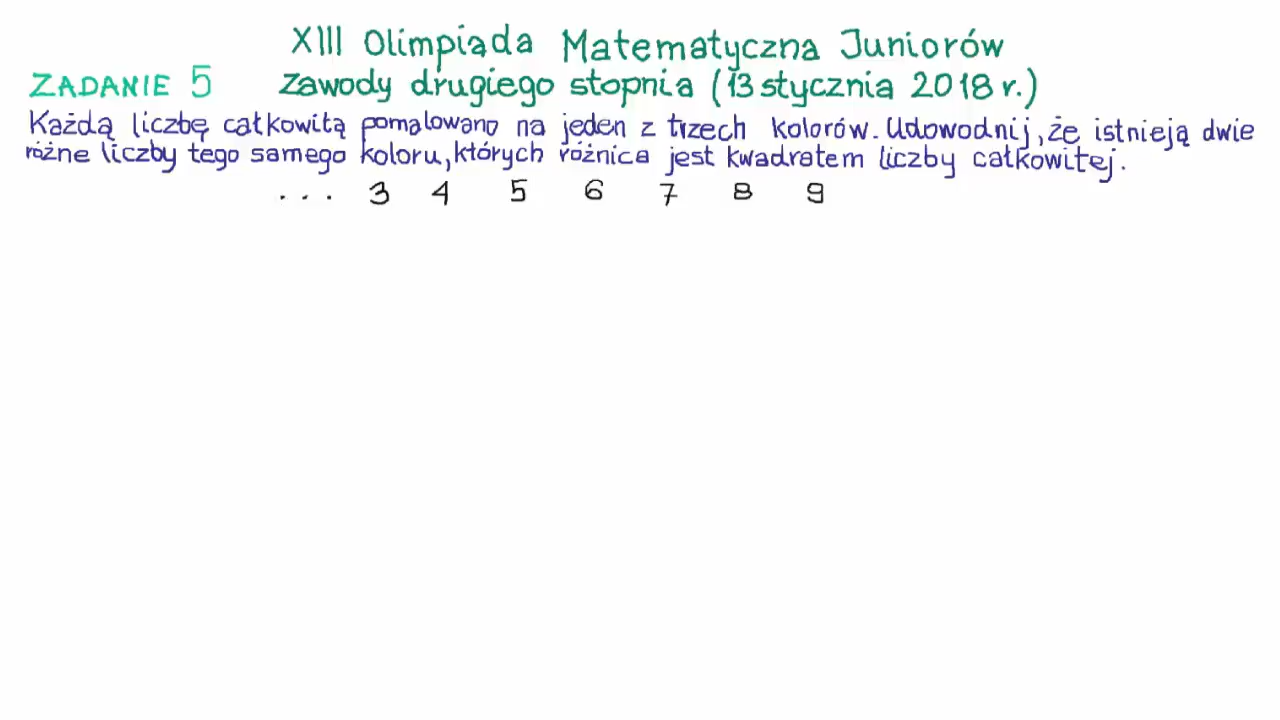 XIII Olimpiada Matematyczna Juniorów
ZADANIE 5 Zawody drugiego stopnia (13 stycznia 2018 r.)
Każdą liczbę całkowitą pomalowano na jeden z trzech kolorów. Udowodnij, że istnieją dwie
różne liczby tego samego koloru, których różnica jest kwadratem liczby całkowitej.
... 3 4 5 6 7 8 9